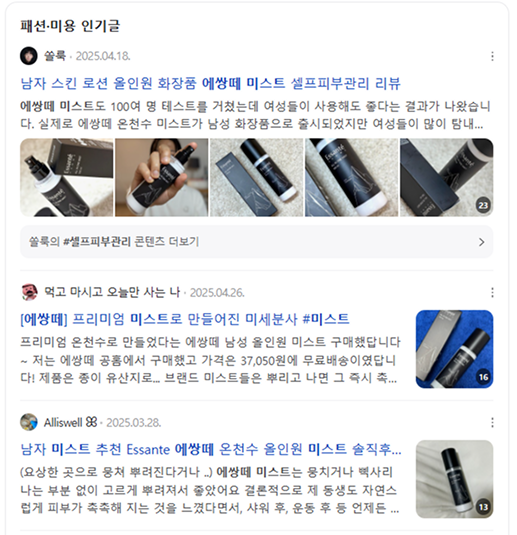 패션·미용 인기글
쏠룩 · 2025.04.18.
남자 스킨 로션 올인원 화장품 에쌍떼 미스트 셀프피부관리 리뷰
에쌍떼 미스트도 100여 명 테스트를 거쳤는데 여성들이 사용해도 좋다는 결과가 나왔습니
다. 실제로 에쌍떼 온천수 미스트가 남성 화장품으로 출시되었지만 여성들이 많이 탐내...
23
쏠룩의 #셀프피부관리 콘텐츠 더보기
먹고 마시고 오늘만 사는 나 · 2025.04.26.
[에쌍떼] 프리미엄 미스트로 만들어진 미세분사 #미스트
프리미엄 온천수로 만들었다는 에쌍떼 남성 올인원 미스트 구매했답니다
~ 저는 에쌍떼 공홈에서 구매했고 가격은 37,050원에 무료배송이였답니
다! 제품은 종이 유산지로... 브랜드 미스트들은 뿌리고 나면 그 즉시 촉...
16
Alliswell ꕤ · 2025.03.28.
남자 미스트 추천 Essante 에쌍떼 온천수 올인원 미스트 솔직후...
(요상한 곳으로 뭉쳐 뿌려진다거나 ..) 에쌍떼 미스트는 뭉치거나 삑사리
나는 부분 없이 고르게 뿌려져서 좋았어요 결론적으로 제 동생도 자연스
럽게 피부가 촉촉해 지는 것을 느꼈다면서, 샤워 후, 운동 후 등 언제든 ...
13